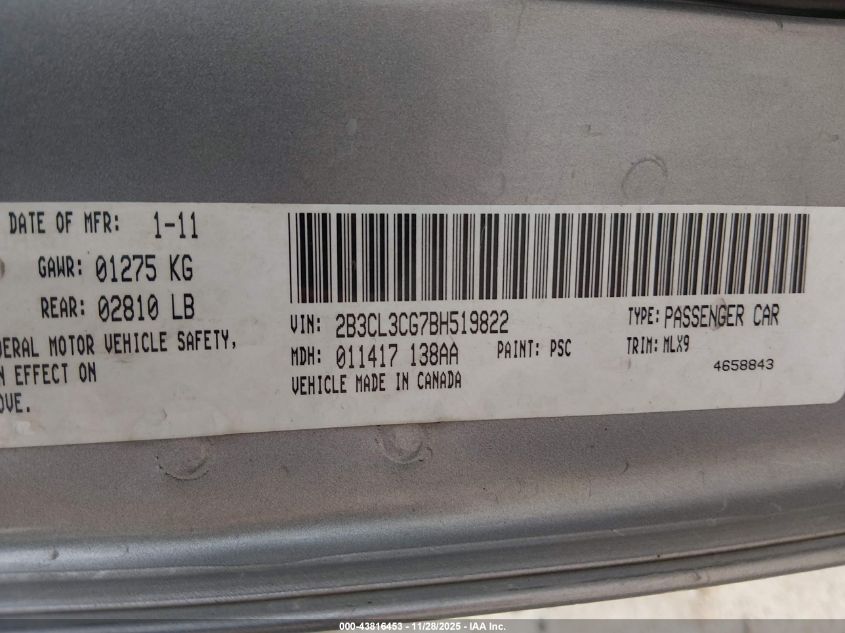 DATE OF MFR: 1-11
GAWR: 01275 KG
REAR: 02810 LB
MOTOR VEHICLE SAFETY,
EFFECT ON
VIN: 2B3CL3CG7BH519822
TYPE: PASSENGER CAR
MDH: 011417 138AA PAINT: PSC TRIM: MLX9
VEHICLE MADE IN CANADA
4658843
000-43816453 - 11/28/2025 - IAA Inc.